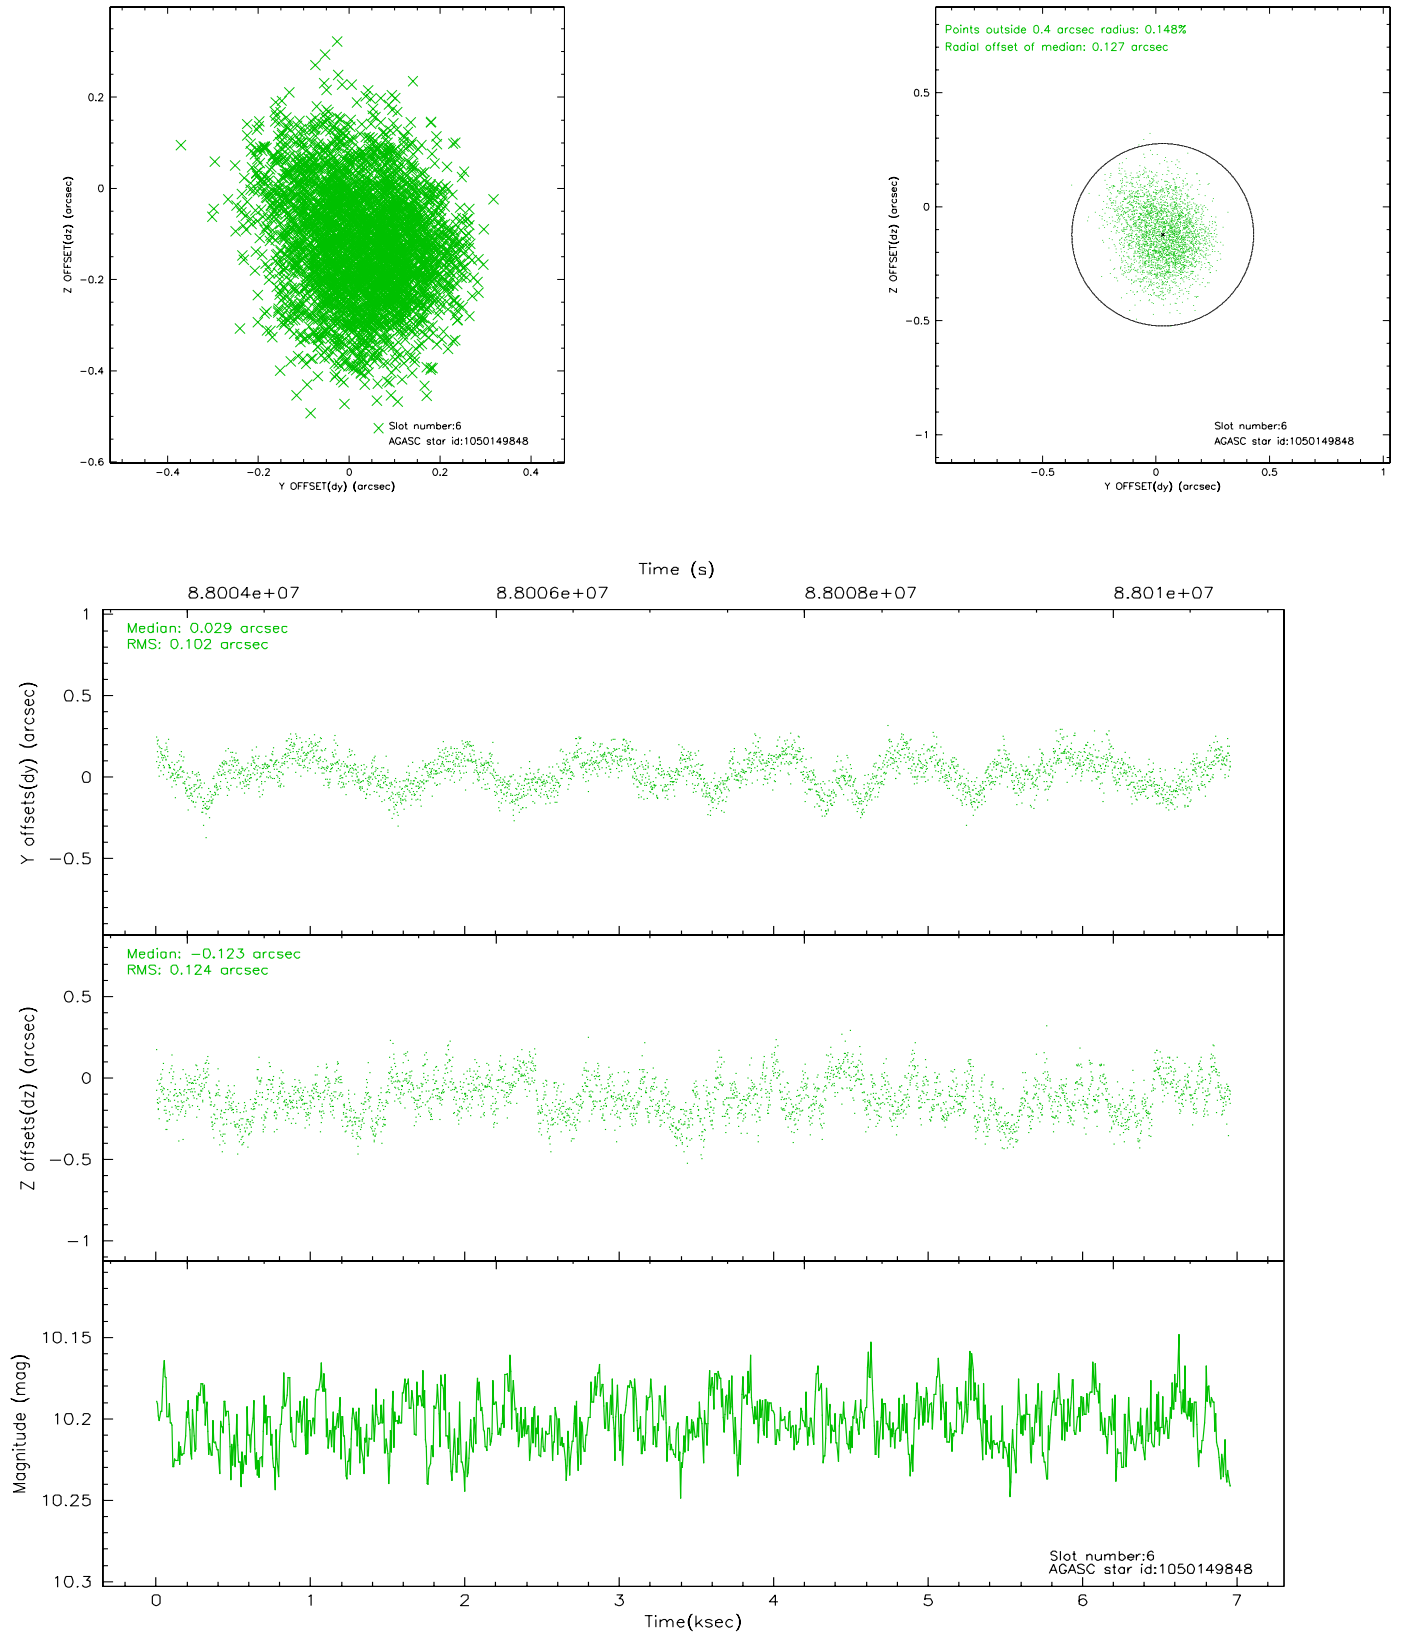 0.2
0
−0.2
−0.4
−0.6
Z OFFSET(dz) (arcsec)
−0.4 −0.2 0 0.2 0.4
Y OFFSET(dy) (arcsec)
Slot number:6
AGASC star id:1050149848
Points outside 0.4 arcsec radius: 0.148%
Radial offset of median: 0.127 arcsec
0.5
0
−0.5
−1
Z OFFSET(dz) (arcsec)
Slot number:6
AGASC star id:1050149848
−0.5 0 0.5 1
Y OFFSET(dy) (arcsec)
Time (s)
8.8004e+07 8.8006e+07 8.8008e+07 8.801e+07
Median: 0.029 arcsec
RMS: 0.102 arcsec
1
0.5
0
−0.5
Y offsets(dy) (arcsec)
Median: −0.123 arcsec
RMS: 0.124 arcsec
0.5
0
−0.5
−1
Z offsets(dz) (arcsec)
10.15
10.2
10.25
10.3
Magnitude (mag)
Slot number:6
AGASC star id:1050149848
0 1 2 3 4 5 6 7
Time(ksec)